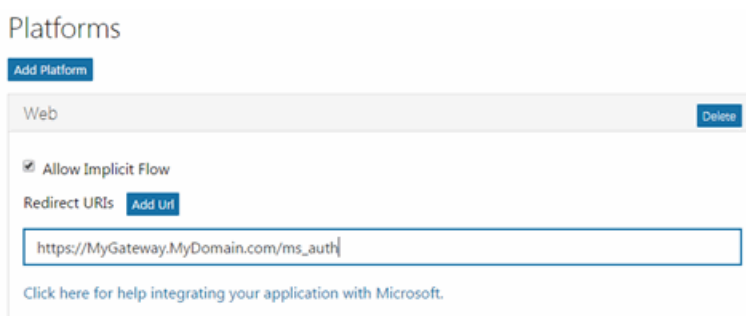 Platforms
Add Platform
Web
Delete
Allow Implicit Flow
Redirect URIs Add Url
https://MyGateway.MyDomain.com/ms_auth
Click here for help integrating your application with Microsoft.